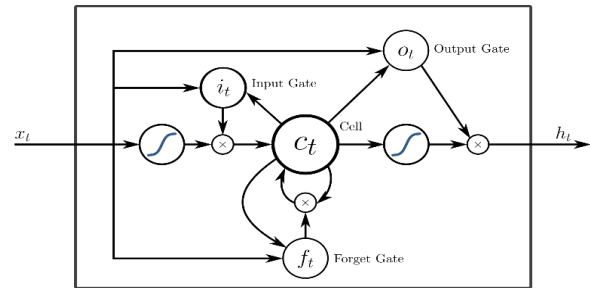 o_t Output Gate
i_t Input Gate
x_t
×
c_t Cell
×
h_t
×
f_t Forget Gate